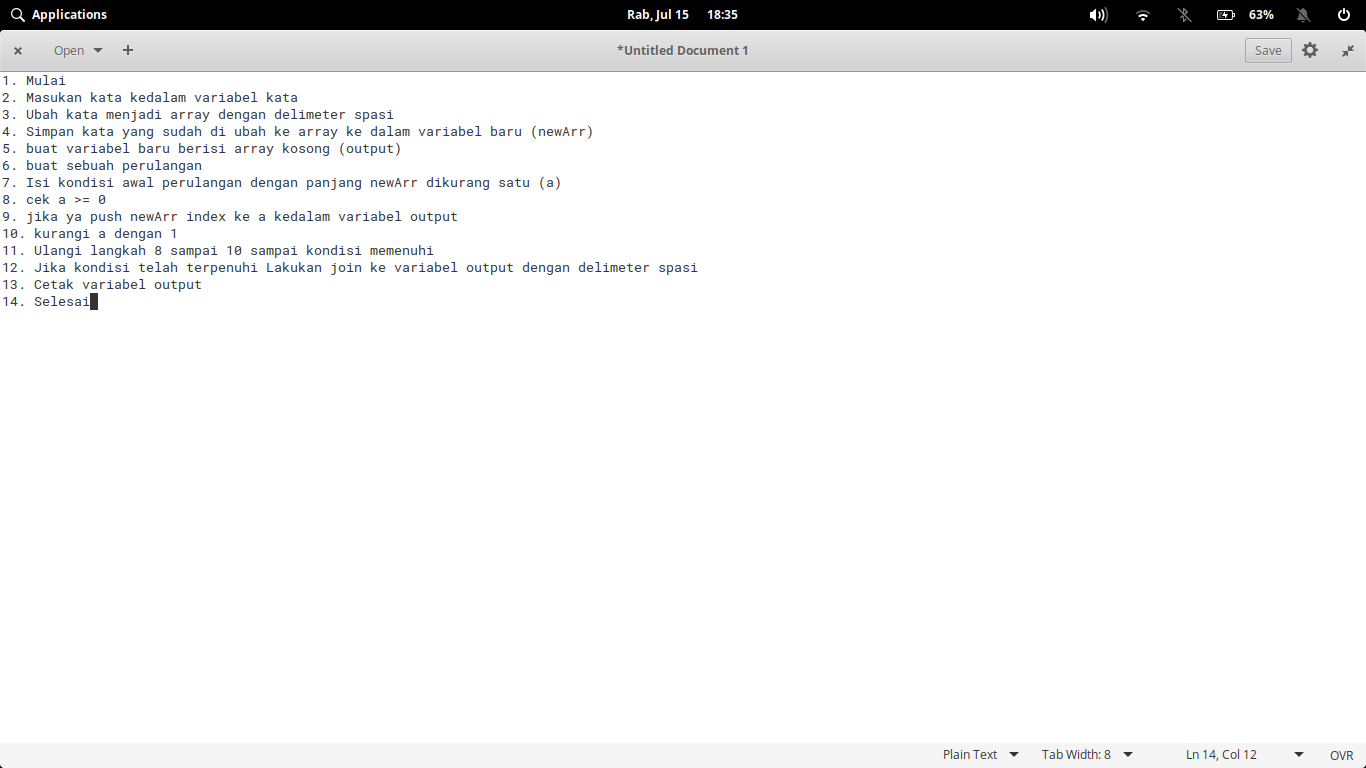 Applications
Rab, Jul 15 18:35
63%
Open
*Untitled Document 1
Save
1. Mulai
2. Masukan kata kedalam variabel kata
3. Ubah kata menjadi array dengan delimeter spasi
4. Simpan kata yang sudah di ubah ke array ke dalam variabel baru (newArr)
5. buat variabel baru berisi array kosong (output)
6. buat sebuah perulangan
7. Isi kondisi awal perulangan dengan panjang newArr dikurang satu (a)
8. cek a >= 0
9. jika ya push newArr index ke a kedalam variabel output
10. kurangi a dengan 1
11. Ulangi langkah 8 sampai 10 sampai kondisi memenuhi
12. Jika kondisi telah terpenuhi Lakukan join ke variabel output dengan delimeter spasi
13. Cetak variabel output
14. Selesai
Plain Text
Tab Width: 8
Ln 14, Col 12
OVR